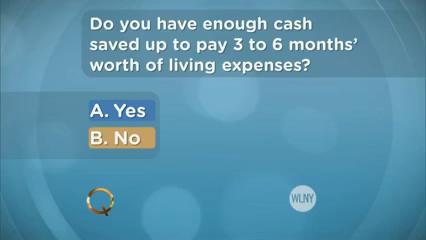 Do you have enough cash
saved up to pay 3 to 6 months’
worth of living expenses?
A. Yes
B. No
Q
WLNY